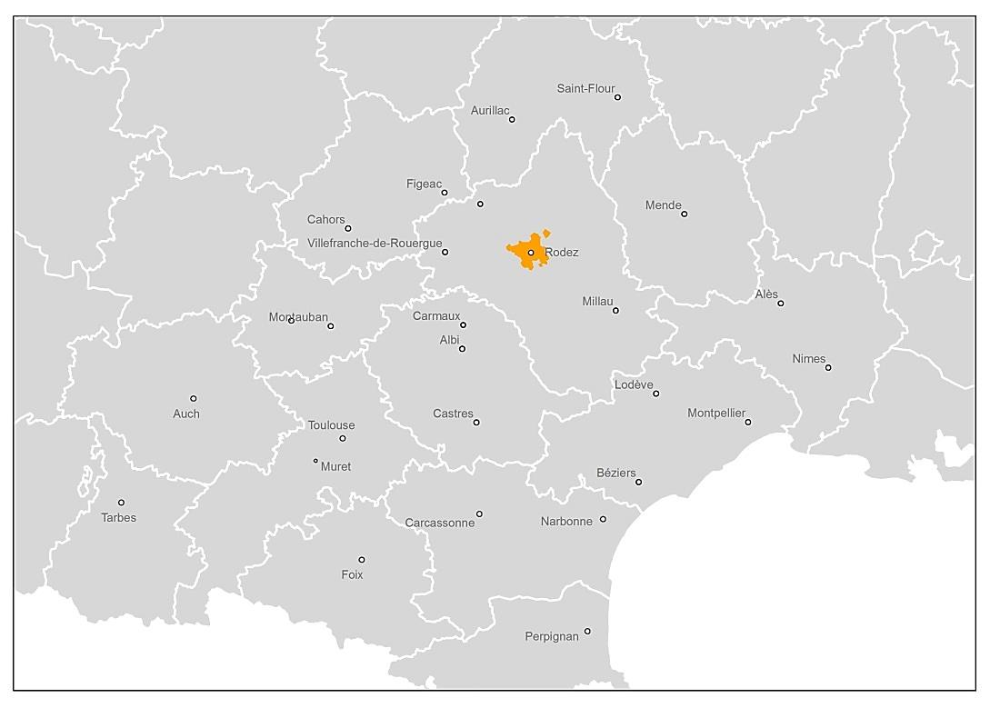 Saint-Flour
Aurillac
Figeac
Mende
Cahors
Villefranche-de-Rouergue
Rodez
Alès
Millau
Montauban
Carmaux
Albi
Nimes
Lodève
Auch
Castres
Montpellier
Toulouse
Muret
Béziers
Tarbes
Carcassonne
Narbonne
Foix
Perpignan